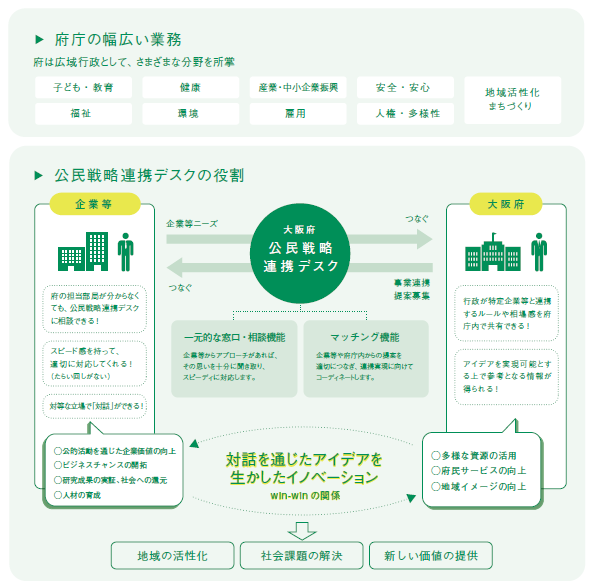 ▶ 府庁の幅広い業務
府は広域行政として、さまざまな分野を所掌
子ども・教育
健康
産業・中小企業振興
安全・安心
地域活性化
まちづくり
福祉
環境
雇用
人権・多様性
▶ 公民戦略連携デスクの役割
企業等
府の担当部局が分からなく
ても、公民戦略連携デスク
に相談できる!
スピード感を持って、
適切に対応してくれる!
(たらい回しがない)
対等な立場で「対話」ができる!
〇公的活動を通じた企業価値の向上
〇ビジネスチャンスの開拓
〇研究成果の実証、社会への還元
〇人材の育成
企業等ニーズ
つなぐ
大阪府
公民戦略
連携デスク
つなぐ
事業連携
提案募集
一元的な窓口・相談機能
企業等からアプローチがあれば、
その思いを十分に聞き取り、
スピーディに対応します。
マッチング機能
企業等や府庁内からの提案を
適切につなぎ、連携実現に向けて
コーディネートします。
大阪府
行政が特定企業等と連携
するルールや相場感を府
庁内で共有できる!
アイデアを実現可能とす
る上で参考となる情報が
得られる!
〇多様な資源の活用
〇府民サービスの向上
〇地域イメージの向上
対話を通じたアイデアを
生かしたイノベーション
win-winの関係
地域の活性化
社会課題の解決
新しい価値の提供